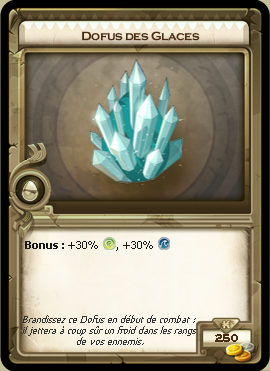 Dofus des Glaces
Bonus : +30% , +30%
Brandissez ce Dofus en début de combat :
il jettera à coup sûr un froid dans les rangs
de vos ennemis.
K
250